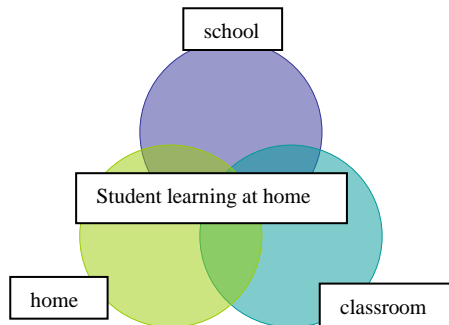 school
Student learning at home
home
classroom